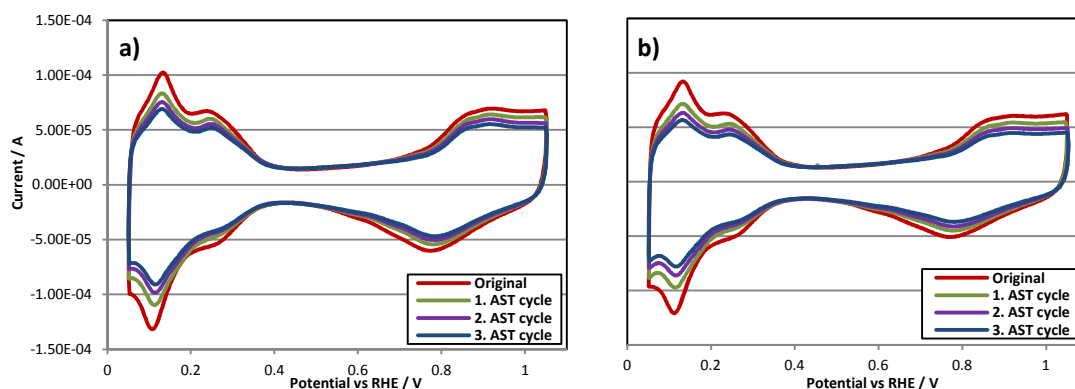 a)
1.50E-04
1.00E-04
5.00E-05
0.00E+00
-5.00E-05
-1.00E-04
-1.50E-04
Current / A
Original
1. AST cycle
2. AST cycle
3. AST cycle
0 0.2 0.4 0.6 0.8 1
Potential vs RHE / V
b)
Original
1. AST cycle
2. AST cycle
3. AST cycle
0 0.2 0.4 0.6 0.8 1
Potential vs RHE / V